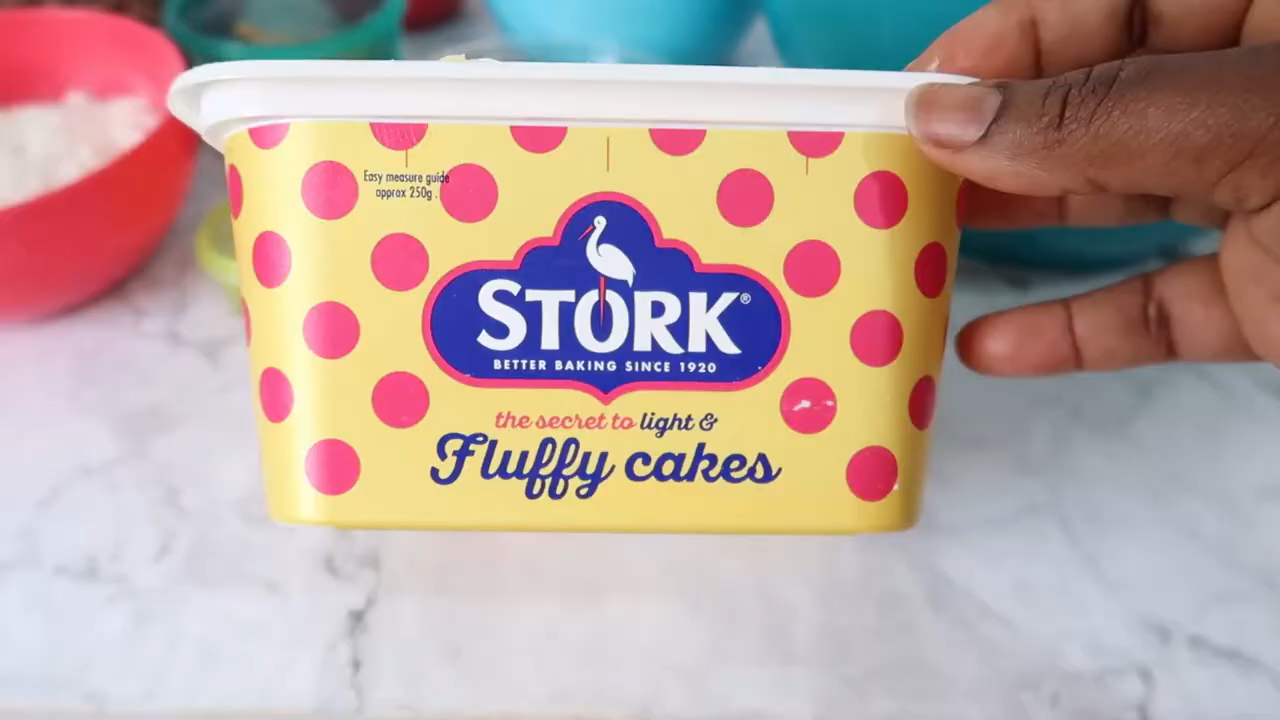 Easy measure guide
approx 250g.
STORK®
BETTER BAKING SINCE 1920
the secret to light &
Fluffy cakes